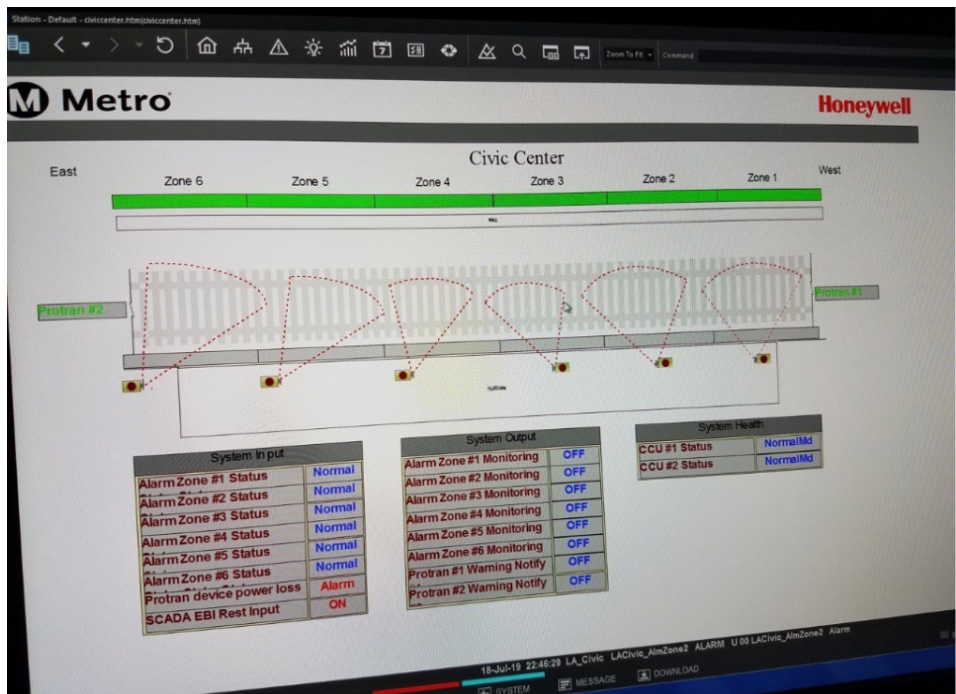 Station - Default - civiccenter.htm(civiccenter.htm)
Zoom To Fit Command
M Metro
Honeywell
Civic Center
East Zone 6 Zone 5 Zone 4 Zone 3 Zone 2 Zone 1 West
Protran #2
Protran #1
System Input
Alarm Zone #1 Status Normal
Alarm Zone #2 Status Normal
Alarm Zone #3 Status Normal
Alarm Zone #4 Status Normal
Alarm Zone #5 Status Normal
Alarm Zone #6 Status Normal
Protran device power loss Alarm
SCADA EBI Rest Input ON
System Output
Alarm Zone #1 Monitoring OFF
Alarm Zone #2 Monitoring OFF
Alarm Zone #3 Monitoring OFF
Alarm Zone #4 Monitoring OFF
Alarm Zone #5 Monitoring OFF
Alarm Zone #6 Monitoring OFF
Protran #1 Warning Notify OFF
Protran #2 Warning Notify OFF
System Health
CCU #1 Status NormalMd
CCU #2 Status NormalMd
18-Jul-19 22:46:29 LA_Civic LACivic_AlmZone2 ALARM U 00 LACivic_AlmZone2 Alarm
SYSTEM MESSAGE DOWNLOAD